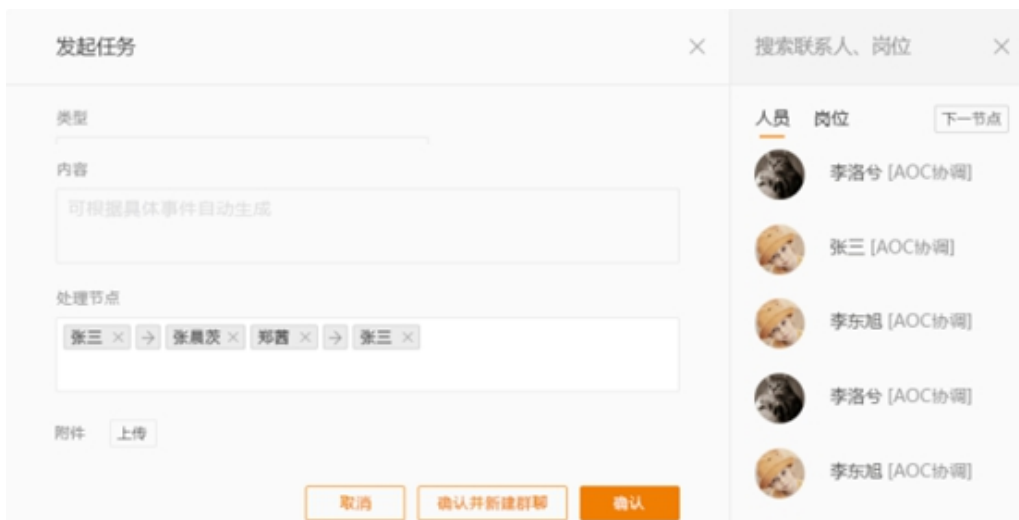 发起任务
类型
内容
可根据具体事件自动生成
处理节点
张三 × → 张晨茨 × 郑茜 × → 张三 ×
附件 上传
取消 确认并新建群聊 确认
搜索联系人、岗位
人员 岗位 下一节点
李洛兮 [AOC协调]
张三 [AOC协调]
李东旭 [AOC协调]
李洛兮 [AOC协调]
李东旭 [AOC协调]